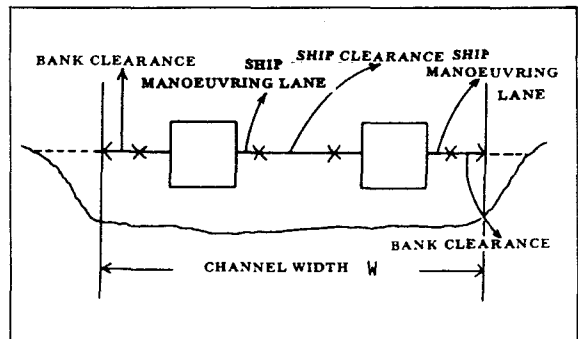 BANK CLEARANCE
SHIP
MANOEUVRING LANE
SHIP CLEARANCE
SHIP
MANOEUVRING
LANE
BANK CLEARANCE
CHANNEL WIDTH W